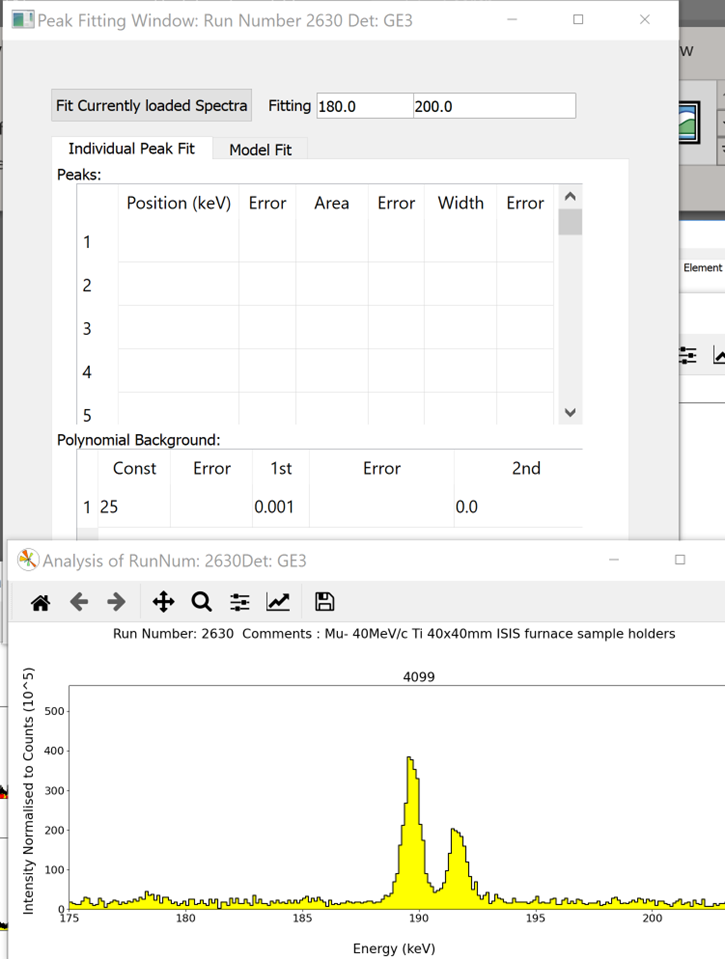 Peak Fitting Window: Run Number 2630 Det: GE3
w
Fit Currently loaded Spectra Fitting 180.0 200.0
Individual Peak Fit Model Fit
Peaks:
Position (keV) Error Area Error Width Error
1
2
3
4
5
Element
Polynomial Background:
Const Error 1st Error 2nd
1 25 0.001 0.0
Analysis of RunNum: 2630Det: GE3
Run Number: 2630 Comments : Mu- 40MeV/c Ti 40x40mm ISIS furnace sample holders
4099
Intensity Normalised to Counts (10^5)
500
400
300
200
100
0
175 180 185 190 195 200
Energy (keV)